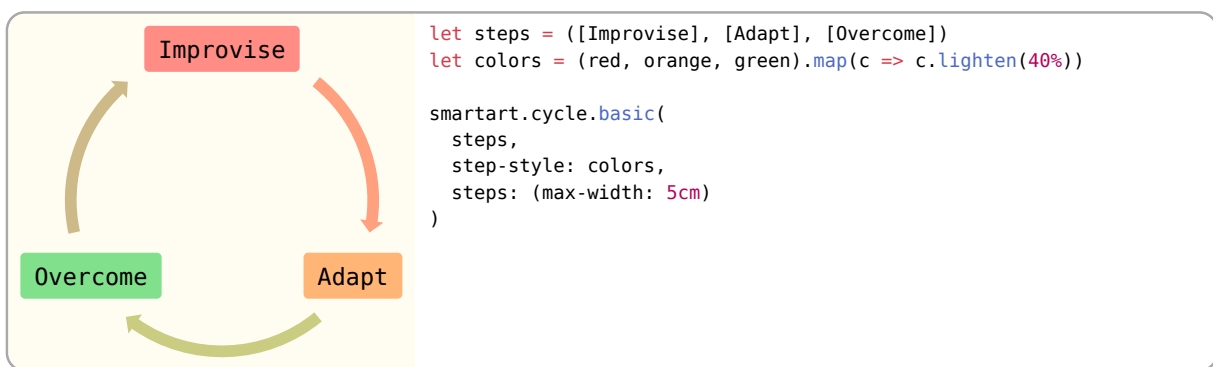 Improvise
Overcome
Adapt
let steps = ([Improvise], [Adapt], [Overcome])
let colors = (red, orange, green).map(c => c.lighten(40%))
smartart.cycle.basic(
  steps,
  step-style: colors,
  steps: (max-width: 5cm)
)